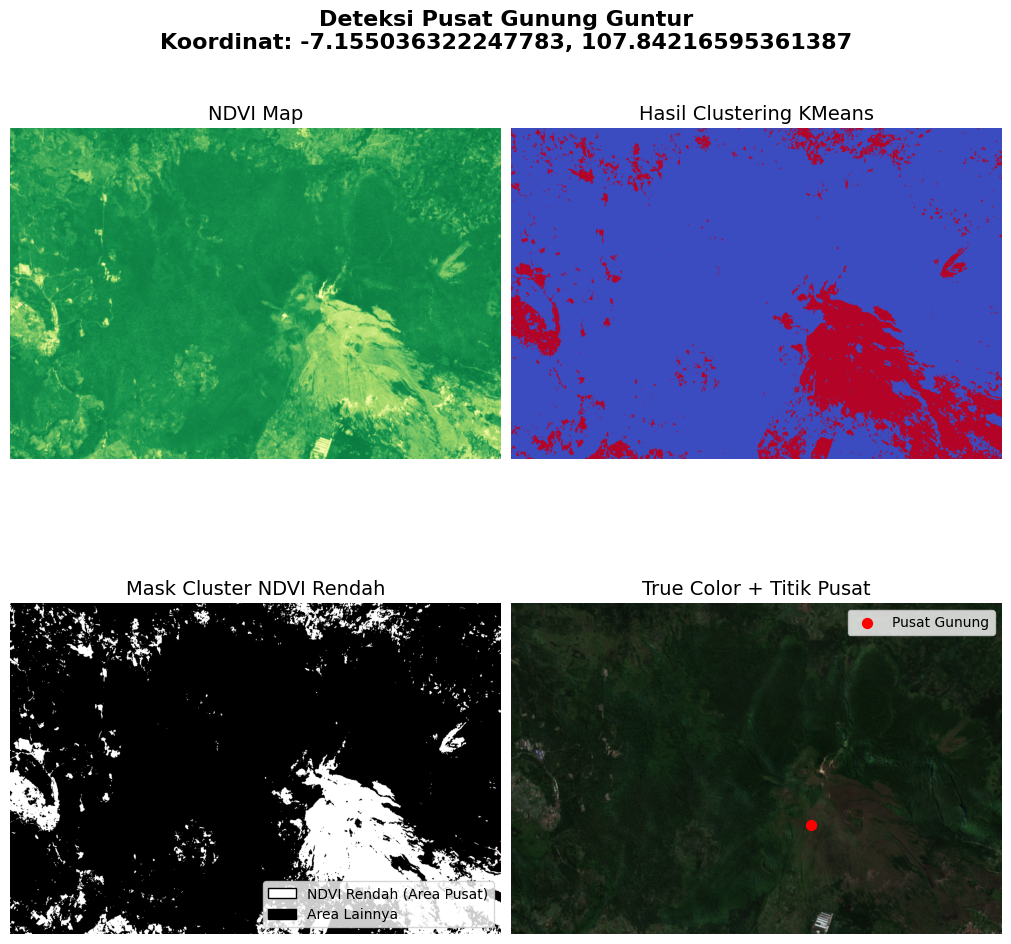 Deteksi Pusat Gunung Guntur
Koordinat: -7.155036322247783, 107.84216595361387
NDVI Map
Hasil Clustering KMeans
Mask Cluster NDVI Rendah
NDVI Rendah (Area Pusat)
Area Lainnya
True Color + Titik Pusat
Pusat Gunung